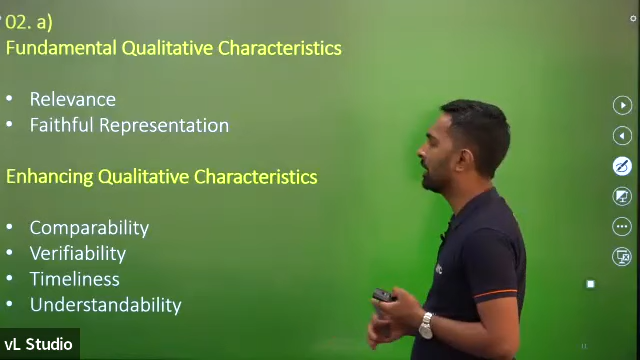 02. a)
Fundamental Qualitative Characteristics
• Relevance
• Faithful Representation
Enhancing Qualitative Characteristics
• Comparability
• Verifiability
• Timeliness
• Understandability
vL Studio